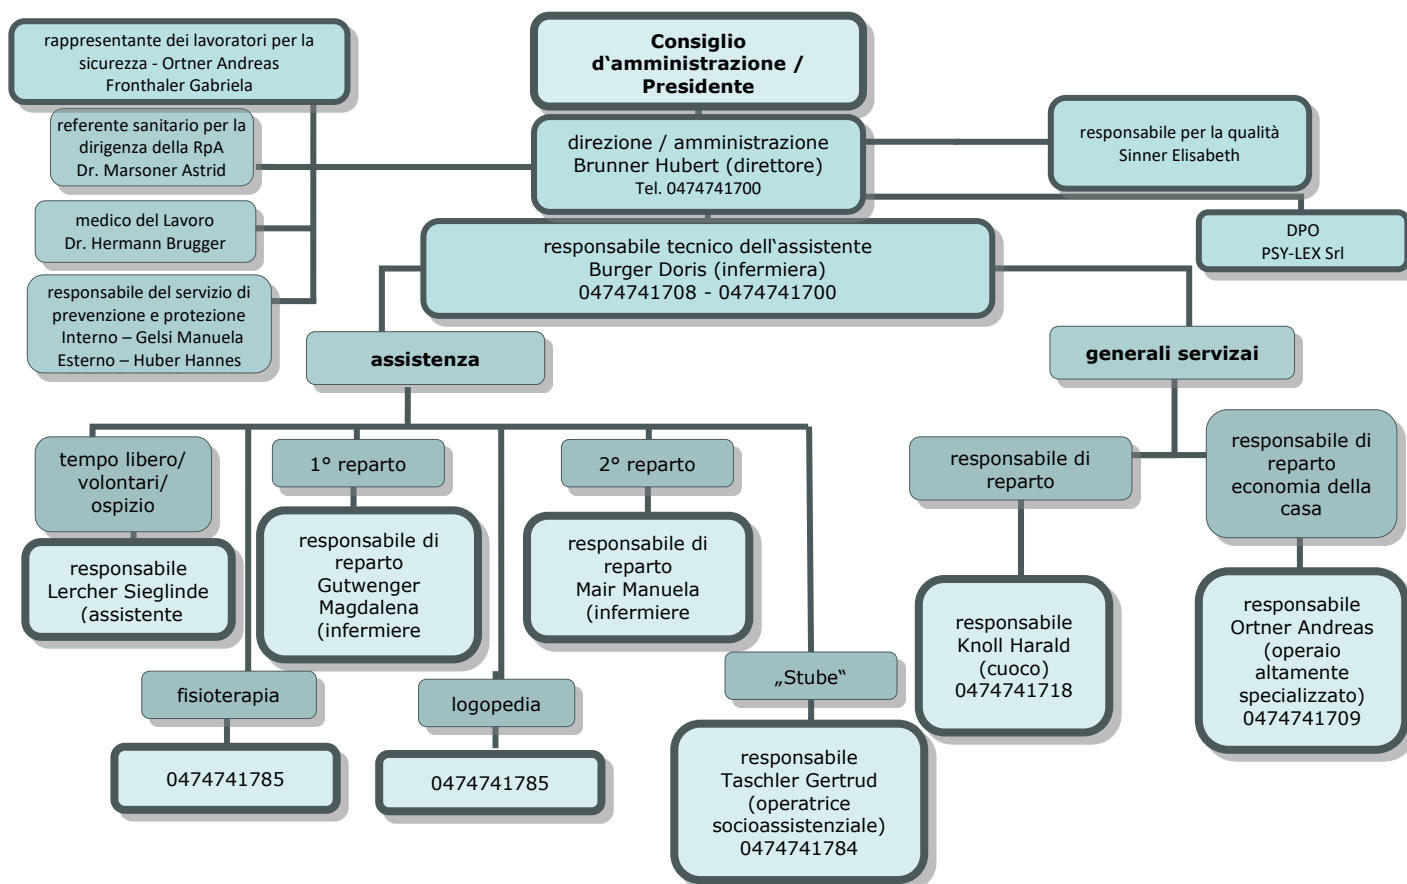 rappresentante dei lavoratori per la
sicurezza - Ortner Andreas
Fronthaler Gabriela
Consiglio
d‘amministrazione /
Presidente
referente sanitario per la
dirigenza della RpA
Dr. Marsoner Astrid
direzione / amministrazione
Brunner Hubert (direttore)
Tel. 0474741700
responsabile per la qualità
Sinner Elisabeth
medico del Lavoro
Dr. Hermann Brugger
responsabile tecnico dell‘assistente
Burger Doris (infermiera)
0474741708 - 0474741700
DPO
PSY-LEX Srl
responsabile del servizio di
prevenzione e protezione
Interno – Gelsi Manuela
Esterno – Huber Hannes
assistenza
generali servizai
tempo libero/
volontari/
ospizio
1° reparto
2° reparto
responsabile di
reparto
responsabile di
reparto
economia della
casa
responsabile
Lercher Sieglinde
(assistente
responsabile di
reparto
Gutwenger
Magdalena
(infermiere
responsabile di
reparto
Mair Manuela
(infermiere
responsabile
Knoll Harald
(cuoco)
0474741718
responsabile
Ortner Andreas
(operaio
altamente
specializzato)
0474741709
fisioterapia
logopedia
„Stube“
0474741785
0474741785
responsabile
Taschler Gertrud
(operatrice
socioassistenziale)
0474741784